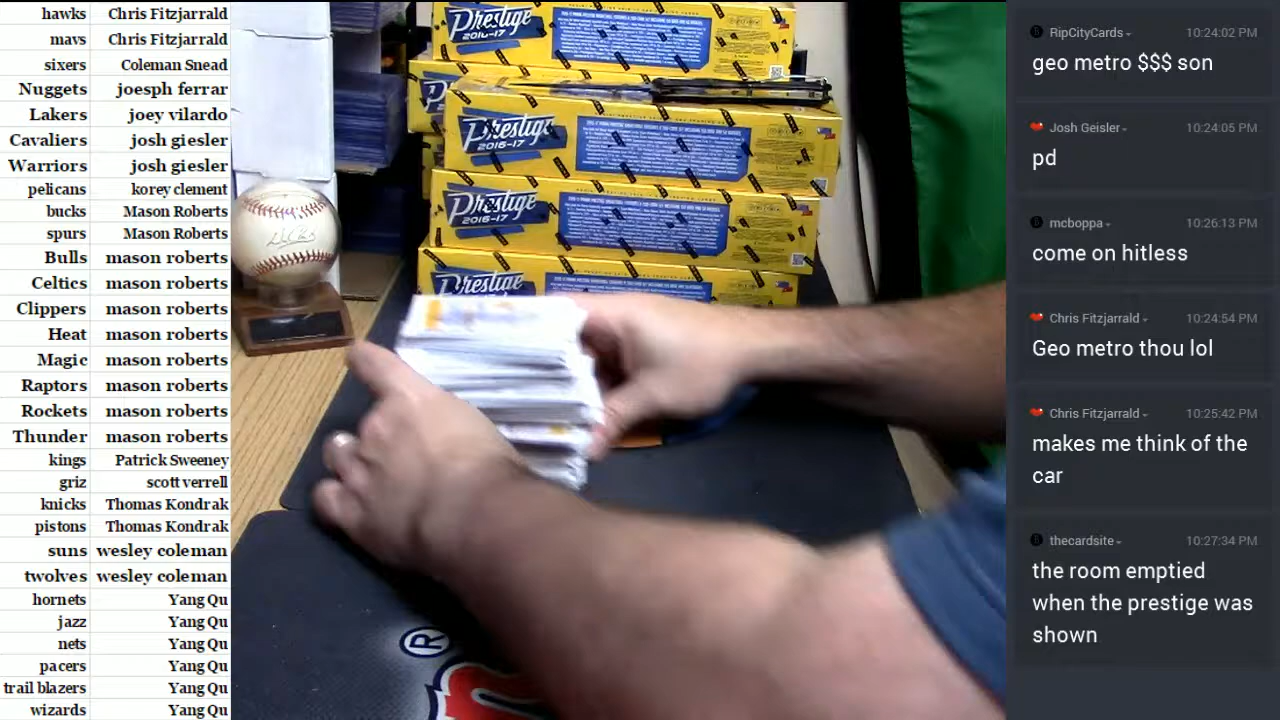 hawks Chris Fitzjarrald
mavs Chris Fitzjarrald
sixers Coleman Snead
Nuggets joesph ferrar
Lakers joey vilardo
Cavaliers josh giesler
Warriors josh giesler
pelicans korey clement
bucks Mason Roberts
spurs Mason Roberts
Bulls mason roberts
Celtics mason roberts
Clippers mason roberts
Heat mason roberts
Magic mason roberts
Raptors mason roberts
Rockets mason roberts
Thunder mason roberts
kings Patrick Sweeney
griz scott verrell
knicks Thomas Kondrak
pistons Thomas Kondrak
suns wesley coleman
twolves wesley coleman
hornets Yang Qu
jazz Yang Qu
nets Yang Qu
pacers Yang Qu
trail blazers Yang Qu
wizards Yang Qu
Prestige
2016-17
Prestige
2016-17
Prestige
2016-17
Prestige
®
RipCityCards 10:24:02 PM
geo metro $$$ son
Josh Geisler 10:24:05 PM
pd
mcboppa 10:26:13 PM
come on hitless
Chris Fitzjarrald 10:24:54 PM
Geo metro thou lol
Chris Fitzjarrald 10:25:42 PM
makes me think of the
car
thecardsite 10:27:34 PM
the room emptied
when the prestige was
shown